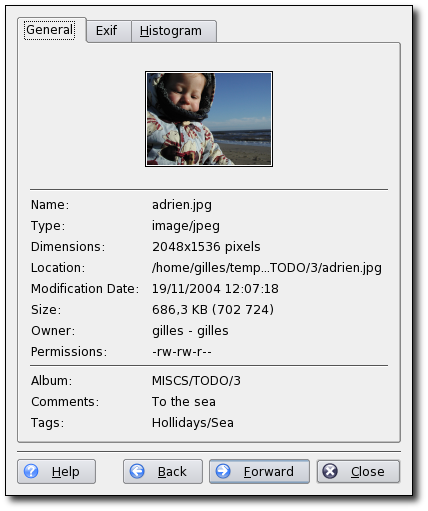 General Exif Histogram
Name: adrien.jpg
Type: image/jpeg
Dimensions: 2048x1536 pixels
Location: /home/gilles/temp...TODO/3/adrien.jpg
Modification Date: 19/11/2004 12:07:18
Size: 686,3 KB (702 724)
Owner: gilles - gilles
Permissions: -rw-rw-r--
Album: MISCS/TODO/3
Comments: To the sea
Tags: Hollidays/Sea
Help Back Forward Close